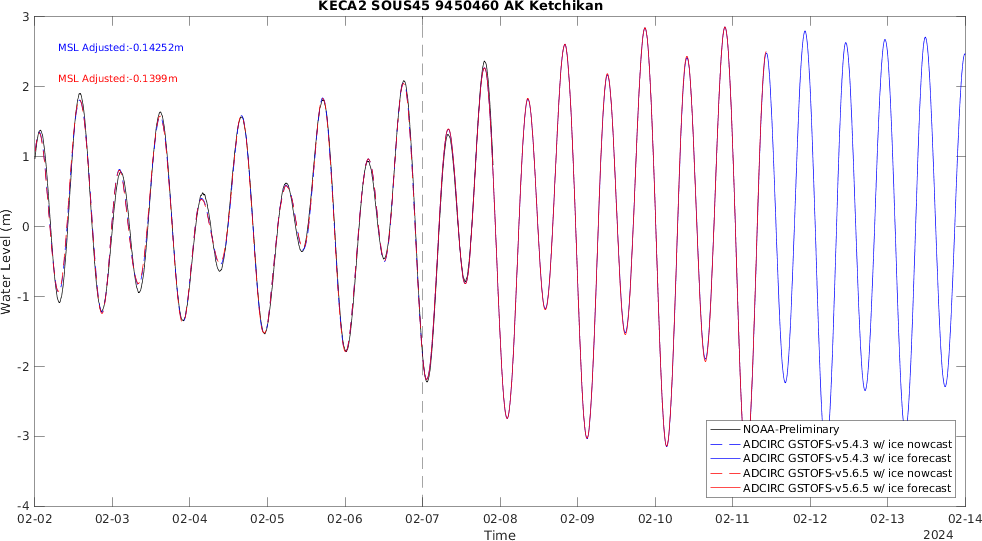 KECA2 SOUS45 9450460 AK Ketchikan
MSL Adjusted:-0.14252m
MSL Adjusted:-0.1399m
3
2
1
0
-1
-2
-3
-4
Water Level (m)
NOAA-Preliminary
ADCIRC GSTOFS-v5.4.3 w/ ice nowcast
ADCIRC GSTOFS-v5.4.3 w/ ice forecast
ADCIRC GSTOFS-v5.6.5 w/ ice nowcast
ADCIRC GSTOFS-v5.6.5 w/ ice forecast
02-02 02-03 02-04 02-05 02-06 02-07 02-08 02-09 02-10 02-11 02-12 02-13 02-14
Time
2024